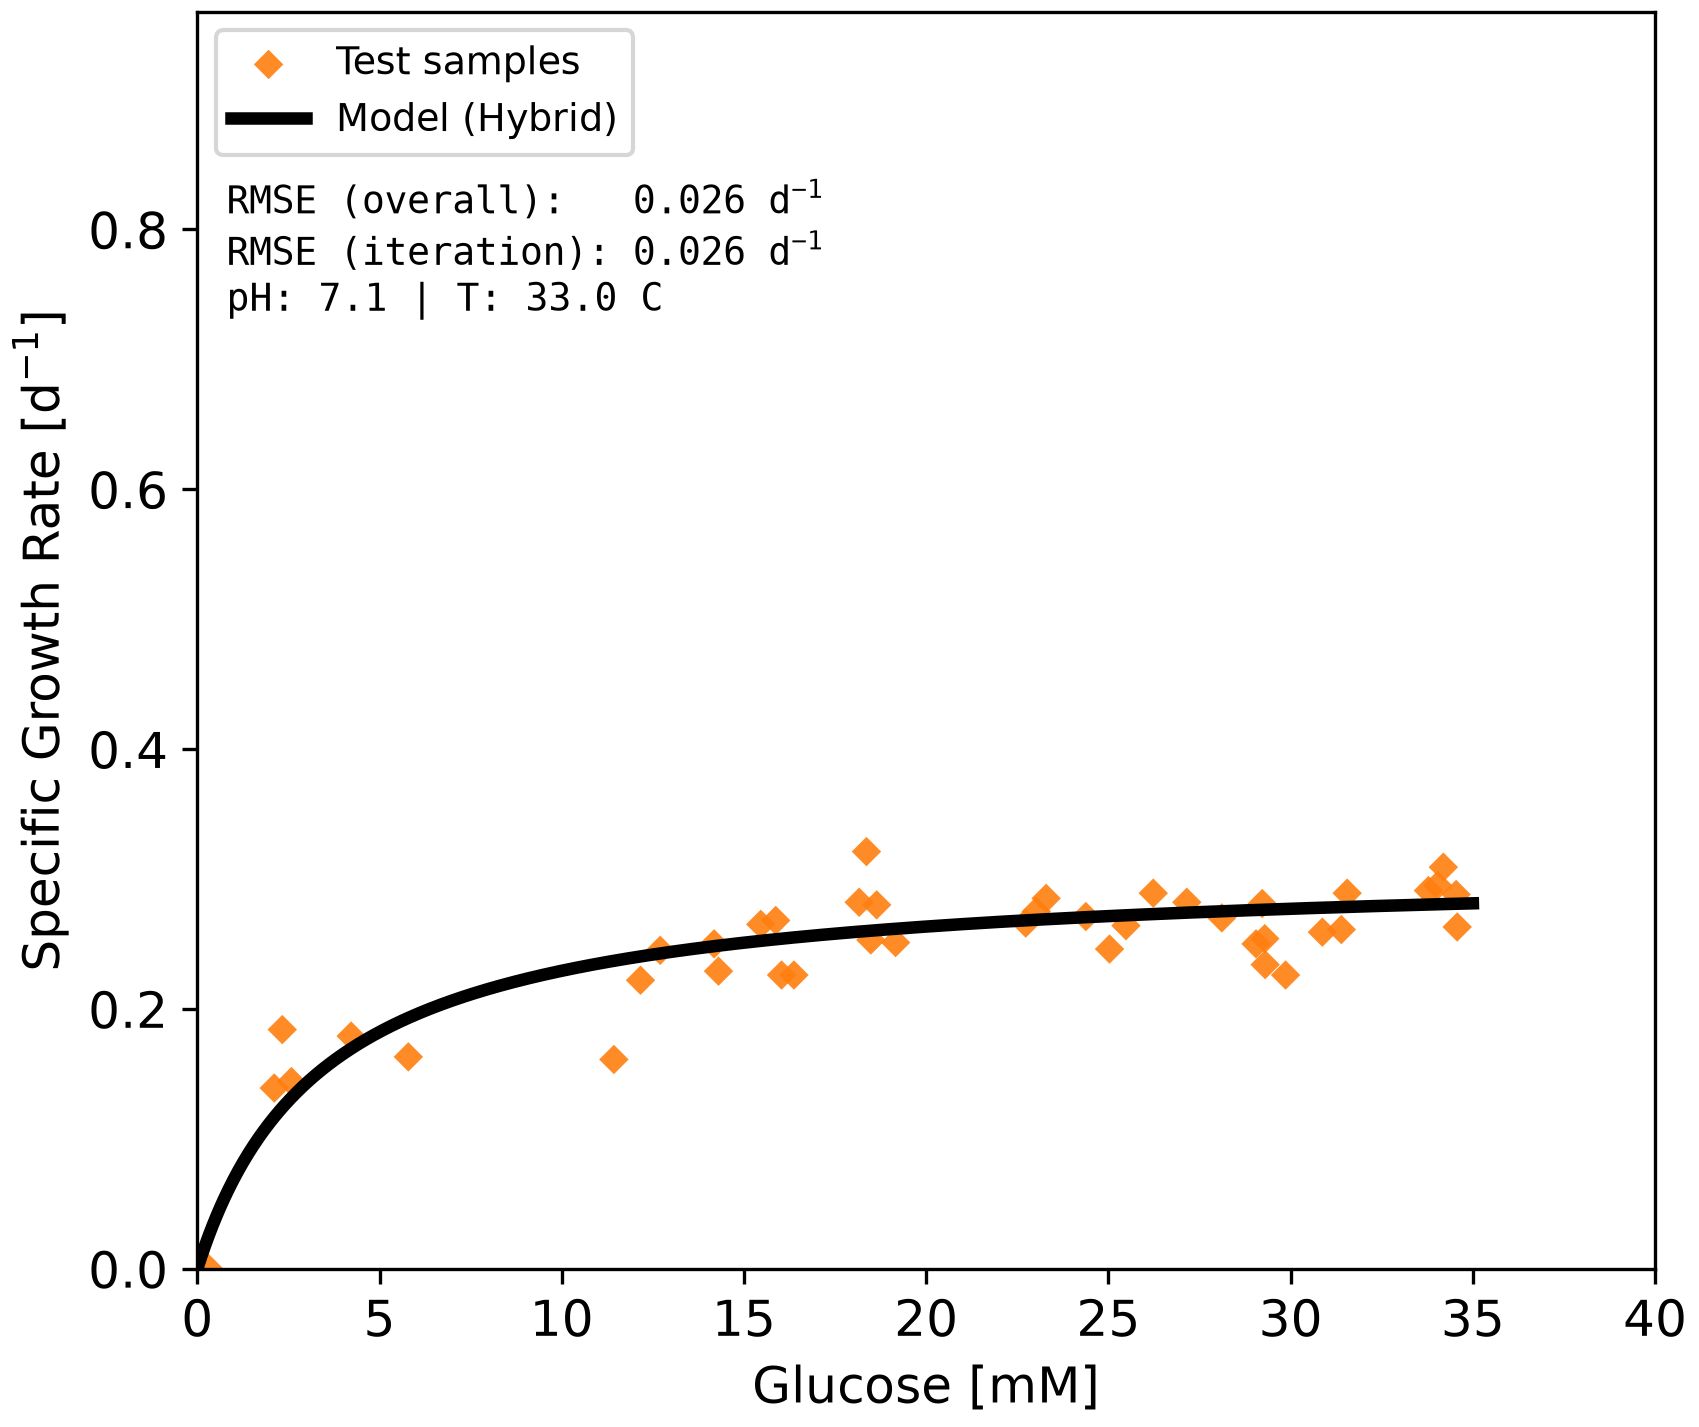 Test samples
Model (Hybrid)
RMSE (overall):   0.026 d⁻¹
RMSE (iteration): 0.026 d⁻¹
pH: 7.1 | T: 33.0 C
0.8
0.6
0.4
0.2
0.0
Specific Growth Rate [d⁻¹]
0 5 10 15 20 25 30 35 40
Glucose [mM]